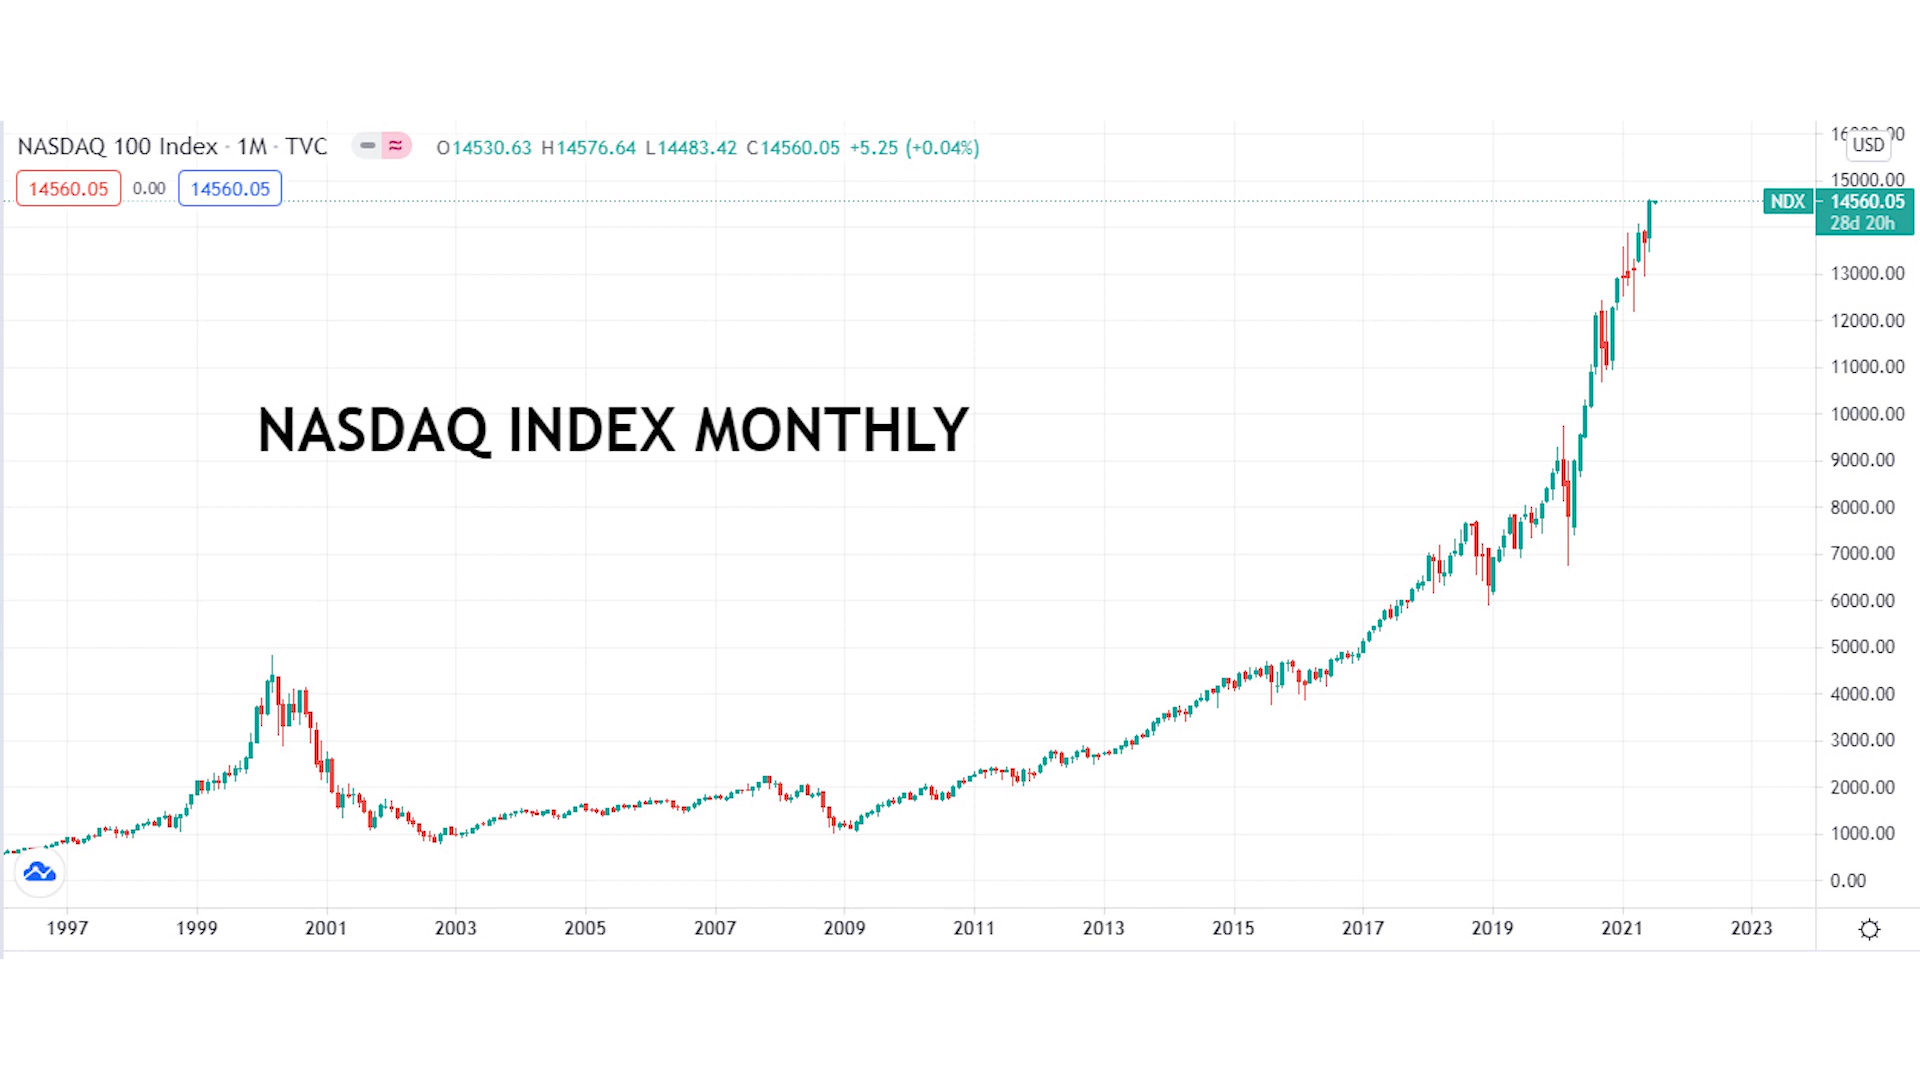 NASDAQ 100 Index · 1M · TVC
O14530.63 H14576.64 L14483.42 C14560.05 +5.25 (+0.04%)
14560.05 0.00 14560.05
USD
15000.00
NDX 14560.05
28d 20h
13000.00
12000.00
11000.00
10000.00
NASDAQ INDEX MONTHLY
9000.00
8000.00
7000.00
6000.00
5000.00
4000.00
3000.00
2000.00
1000.00
0.00
1997 1999 2001 2003 2005 2007 2009 2011 2013 2015 2017 2019 2021 2023